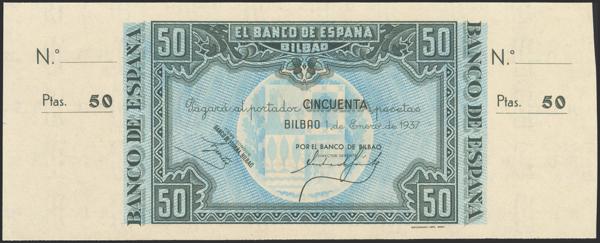 N.º
Ptas. 50
BANCO DE ESPAÑA
50
EL BANCO DE ESPAÑA
BILBAO
50
Pagará al portador CINCUENTA pesetas
BILBAO 1 de Enero de 1937
POR EL BANCO DE BILBAO
50
50
BANCO DE ESPAÑA
N.º
Ptas. 50